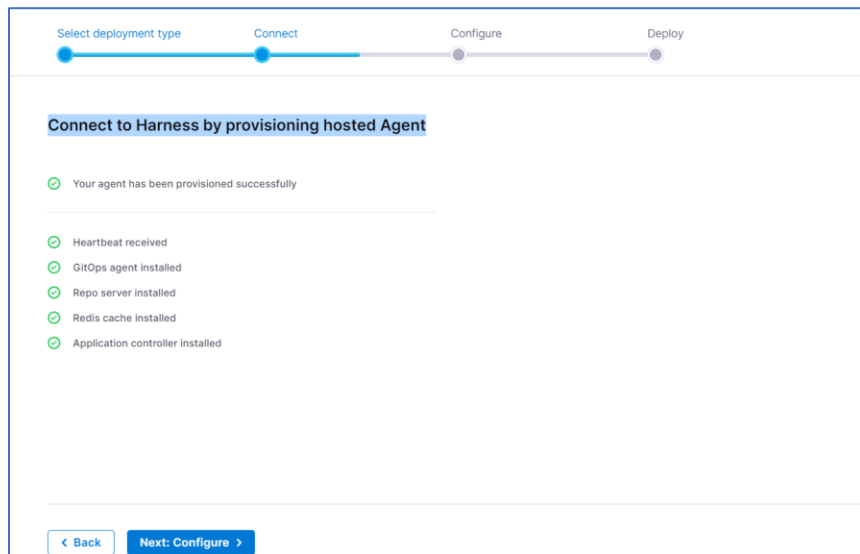 Select deployment type Connect Configure Deploy
Connect to Harness by provisioning hosted Agent
Your agent has been provisioned successfully
Heartbeat received
GitOps agent installed
Repo server installed
Redis cache installed
Application controller installed
Back Next: Configure